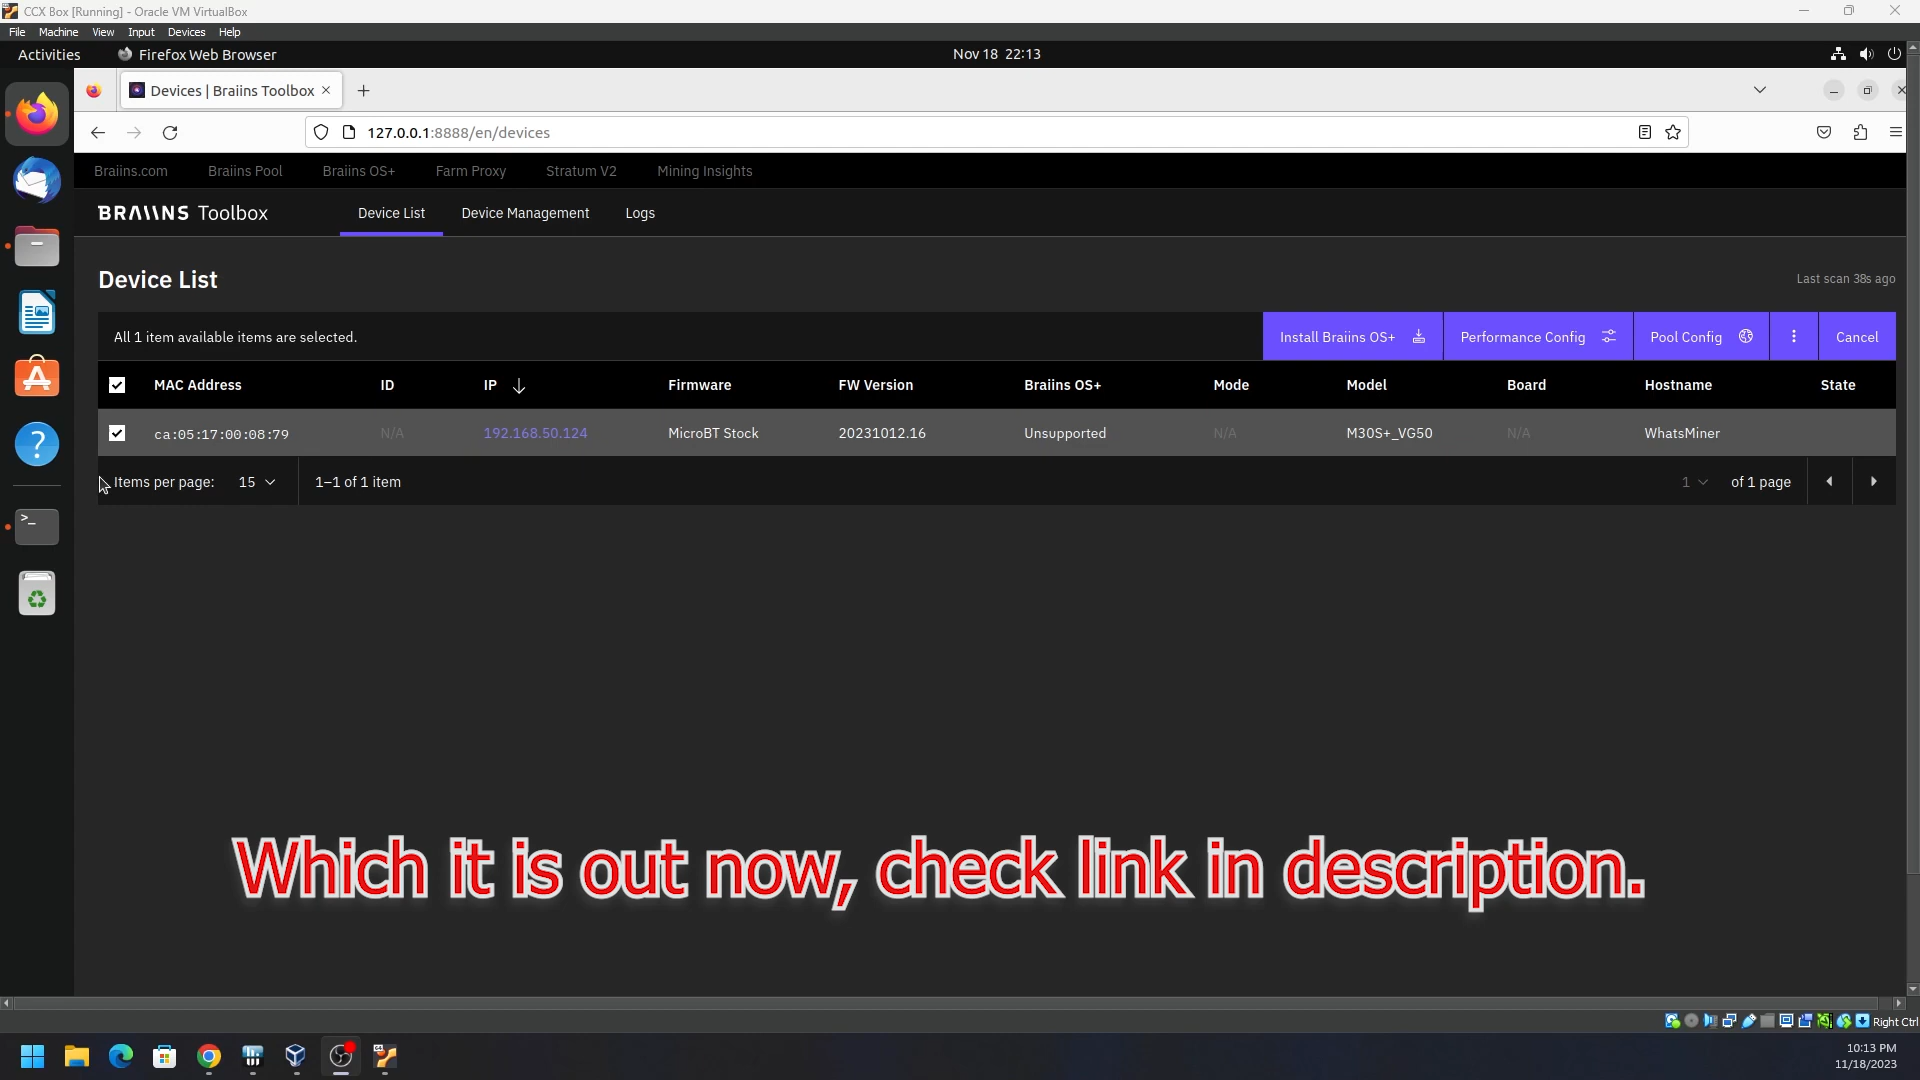 CCX Box [Running] - Oracle VM VirtualBox
File Machine View Input Devices Help
Activities Firefox Web Browser Nov 18 22:13
Devices | Braiins Toolbox
127.0.0.1:8888/en/devices
Braiins.com Braiins Pool Braiins OS+ Farm Proxy Stratum V2 Mining Insights
BRAIINS Toolbox Device List Device Management Logs
Device List Last scan 38s ago
All 1 item available items are selected. Install Braiins OS+ Performance Config Pool Config Cancel
MAC Address ID IP Firmware FW Version Braiins OS+ Mode Model Board Hostname State
ca:05:17:00:08:79 N/A 192.168.50.124 MicroBT Stock 20231012.16 Unsupported N/A M30S+_VG50 N/A WhatsMiner
Items per page: 15 1–1 of 1 item 1 of 1 page
Which it is out now, check link in description.
Right Ctrl
10:13 PM
11/18/2023